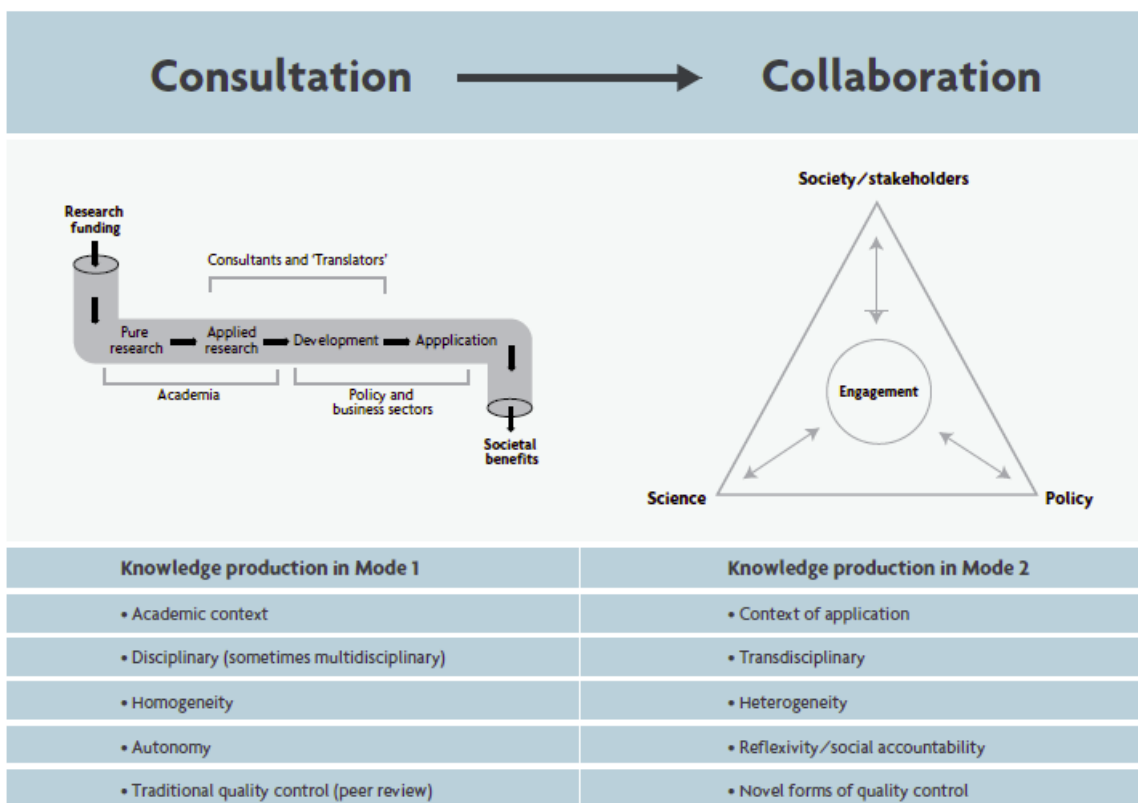 Consultation
Collaboration
Research
funding
Consultants and 'Translators'
Pure
research
Applied
research
Development
Appplication
Academia
Policy and
business sectors
Societal
benefits
Society/stakeholders
Engagement
Science
Policy
Knowledge production in Mode 1
Knowledge production in Mode 2
• Academic context
• Context of application
• Disciplinary (sometimes multidisciplinary)
• Transdisciplinary
• Homogeneity
• Heterogeneity
• Autonomy
• Reflexivity/social accountability
• Traditional quality control (peer review)
• Novel forms of quality control